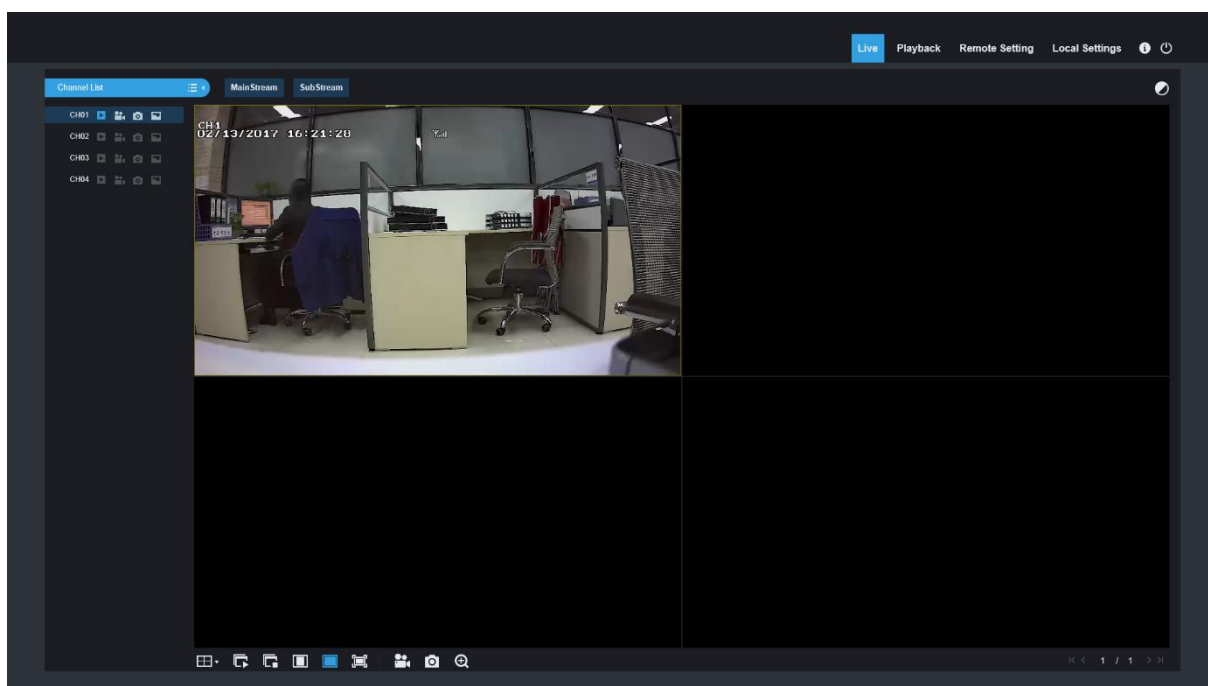 Live Playback Remote Setting Local Settings
Channel List MainStream SubStream
CH01
CH02
CH03
CH04
CH1
02/13/2017 16:21:28
1 / 1